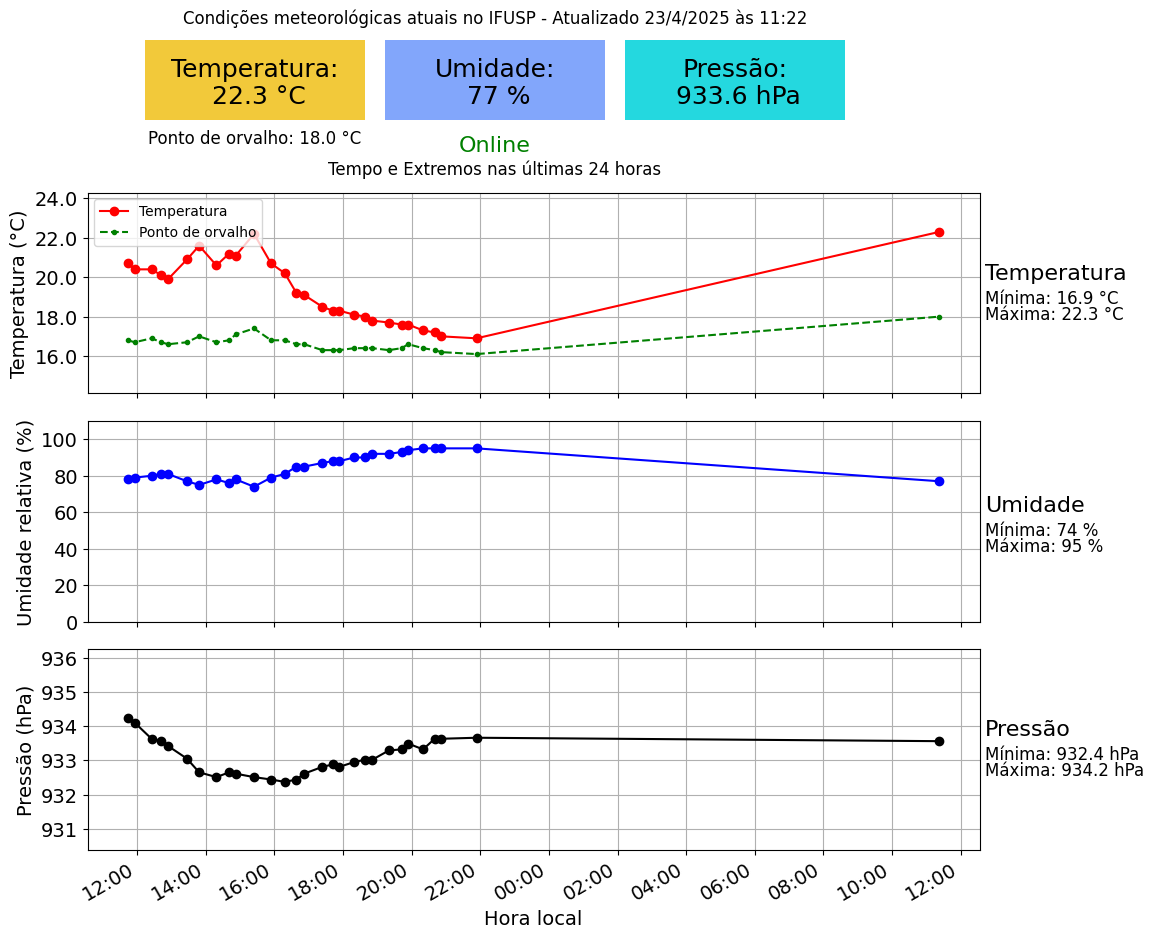 Condições meteorológicas atuais no IFUSP - Atualizado 23/4/2025 às 11:22
Temperatura:
22.3 °C
Umidade:
77 %
Pressão:
933.6 hPa
Ponto de orvalho: 18.0 °C
Online
Tempo e Extremos nas últimas 24 horas
Temperatura (°C)
24.0
22.0
20.0
18.0
16.0
Temperatura
Ponto de orvalho
Temperatura
Mínima: 16.9 °C
Máxima: 22.3 °C
Umidade relativa (%)
100
80
60
40
20
0
Umidade
Mínima: 74 %
Máxima: 95 %
Pressão (hPa)
936
935
934
933
932
931
Pressão
Mínima: 932.4 hPa
Máxima: 934.2 hPa
12:00 14:00 16:00 18:00 20:00 22:00 00:00 02:00 04:00 06:00 08:00 10:00 12:00
Hora local